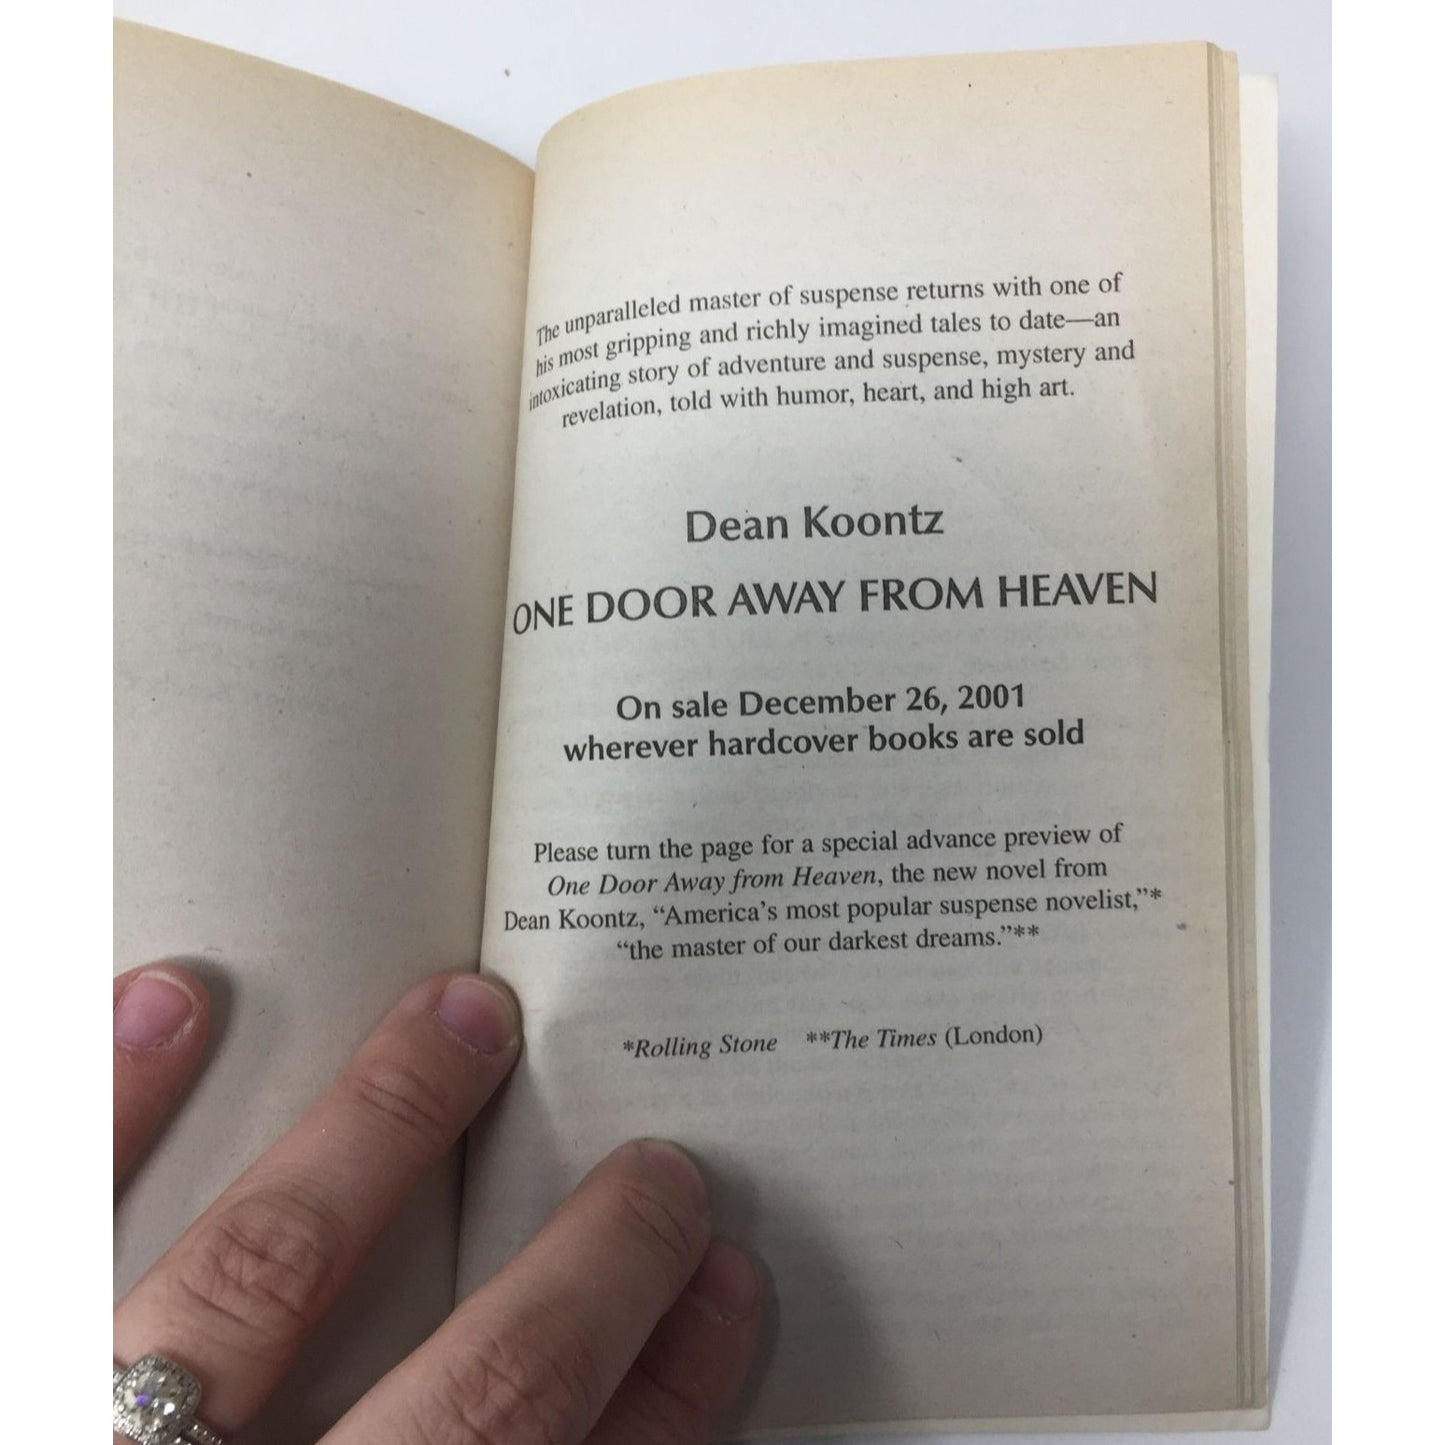 The unparalleled master of suspense returns with one of
his most gripping and richly imagined tales to date—an
intoxicating story of adventure and suspense, mystery and
revelation, told with humor, heart, and high art.
Dean Koontz
ONE DOOR AWAY FROM HEAVEN
On sale December 26, 2001
wherever hardcover books are sold
Please turn the page for a special advance preview of
One Door Away from Heaven, the new novel from
Dean Koontz, “America’s most popular suspense novelist,”*
“the master of our darkest dreams.”**
*Rolling Stone **The Times (London)